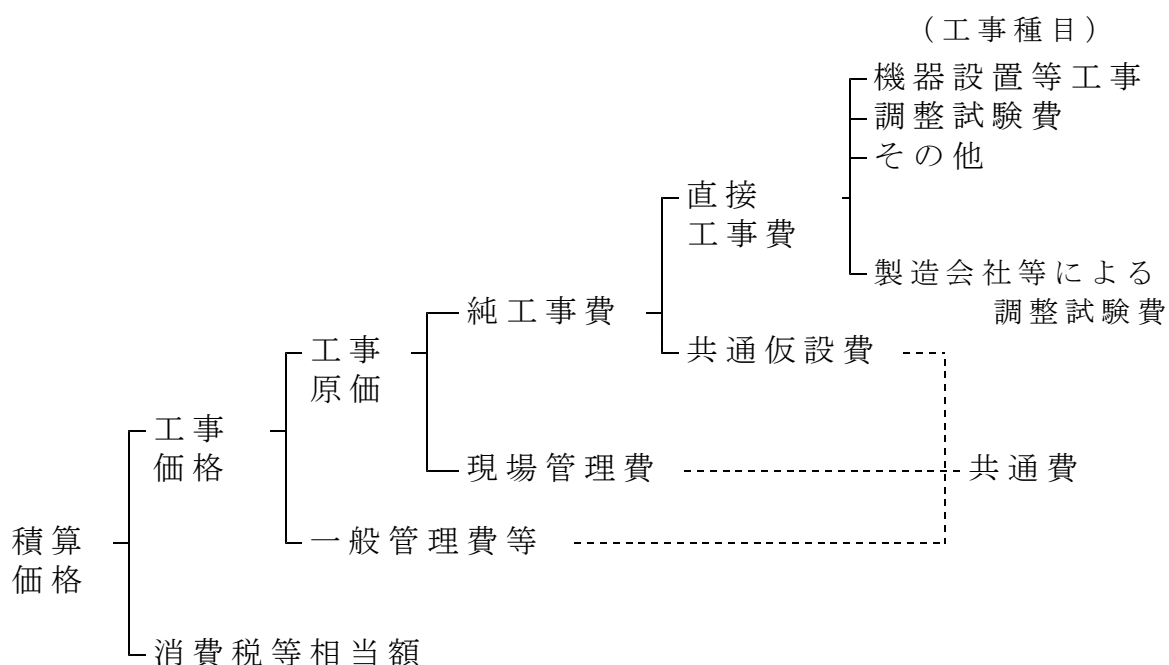 (工事種目)
機器設置等工事
調整試験費
その他
直接
工事費
製造会社等による
調整試験費
純工事費
共通仮設費
工事
原価
工事
価格
現場管理費
共通費
積算
価格
一般管理費等
消費税等相当額